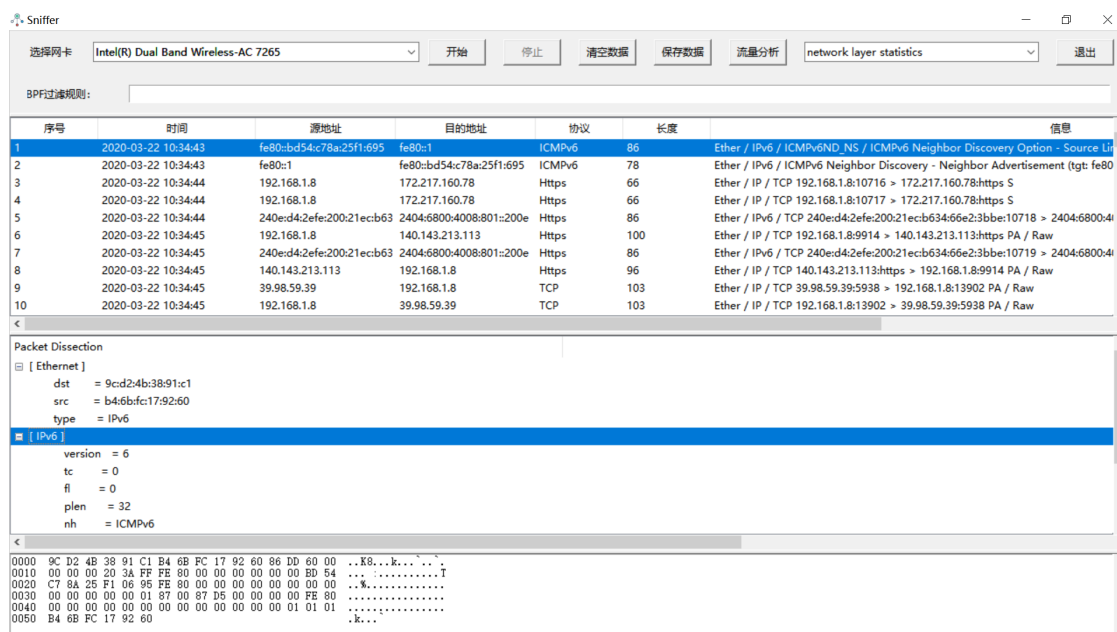 Sniffer
选择网卡 Intel(R) Dual Band Wireless-AC 7265 开始 停止 清空数据 保存数据 流量分析 network layer statistics 退出
BPF过滤规则:
序号 时间 源地址 目的地址 协议 长度 信息
1 2020-03-22 10:34:43 fe80::bd54:c78a:25f1:695 fe80::1 ICMPv6 86 Ether / IPv6 / ICMPv6ND_NS / ICMPv6 Neighbor Discovery Option - Source Lin
2 2020-03-22 10:34:43 fe80::1 fe80::bd54:c78a:25f1:695 ICMPv6 78 Ether / IPv6 / ICMPv6 Neighbor Discovery - Neighbor Advertisement (tgt: fe80
3 2020-03-22 10:34:44 192.168.1.8 172.217.160.78 Https 66 Ether / IP / TCP 192.168.1.8:10716 > 172.217.160.78:https S
4 2020-03-22 10:34:44 192.168.1.8 172.217.160.78 Https 66 Ether / IP / TCP 192.168.1.8:10717 > 172.217.160.78:https S
5 2020-03-22 10:34:44 240e:d4:2efe:200:21ec:b63 2404:6800:4008:801::200e Https 86 Ether / IPv6 / TCP 240e:d4:2efe:200:21ec:b634:66e2:3bbe:10718 > 2404:6800:4
6 2020-03-22 10:34:45 192.168.1.8 140.143.213.113 Https 100 Ether / IP / TCP 192.168.1.8:9914 > 140.143.213.113:https PA / Raw
7 2020-03-22 10:34:45 240e:d4:2efe:200:21ec:b63 2404:6800:4008:801::200e Https 86 Ether / IPv6 / TCP 240e:d4:2efe:200:21ec:b634:66e2:3bbe:10719 > 2404:6800:4
8 2020-03-22 10:34:45 140.143.213.113 192.168.1.8 Https 96 Ether / IP / TCP 140.143.213.113:https > 192.168.1.8:9914 PA / Raw
9 2020-03-22 10:34:45 39.98.59.39 192.168.1.8 TCP 103 Ether / IP / TCP 39.98.59.39:5938 > 192.168.1.8:13902 PA / Raw
10 2020-03-22 10:34:45 192.168.1.8 39.98.59.39 TCP 103 Ether / IP / TCP 192.168.1.8:13902 > 39.98.59.39:5938 PA / Raw
Packet Dissection
[ Ethernet ]
dst = 9c:d2:4b:38:91:c1
src = b4:6b:fc:17:92:60
type = IPv6
[ IPv6 ]
version = 6
tc = 0
fl = 0
plen = 32
nh = ICMPv6
0000 9C D2 4B 38 91 C1 B4 6B FC 17 92 60 86 DD 60 00 ..K8...k...`..`.
0010 00 00 00 20 3A FF FE 80 00 00 00 00 00 00 BD 54 ... :..........T
0020 C7 8A 25 F1 06 95 FE 80 00 00 00 00 00 00 00 00 ..%.............
0030 00 00 00 00 00 01 87 00 87 D5 00 00 00 00 FE 80 ................
0040 00 00 00 00 00 00 00 00 00 00 00 00 00 01 01 01 ................
0050 B4 6B FC 17 92 60 .k...`